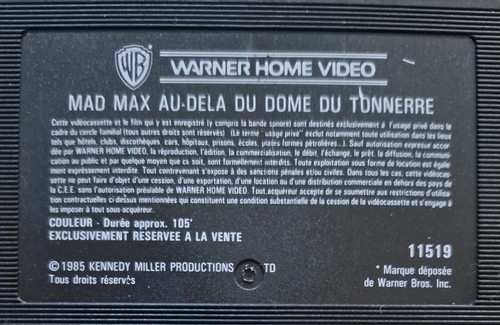 WB
WARNER HOME VIDEO
MAD MAX AU-DELA DU DOME DU TONNERRE
Cette vidéocassette et le film qui y est enregistré (y compris la bande sonore) sont destinés exclusivement à l'usage privé dans le
cadre du cercle familial (tous autres droits sont réservés) (Le terme "usage privé" exclut notamment toute utilisation dans les lieux
tels que hôtels, clubs, discothèques, cars, hôpitaux, prisons, écoles, plates formes pétrolières...). Sauf autorisation expresse accor-
dée par WARNER HOME VIDEO, la reproduction, l'édition, la commercialisation, le débit, l'échange, le prêt, la diffusion, la communi-
cation au public et par quelque moyen que ce soit, sont formellement interdits. Toute exploitation sous forme de location est égale-
ment expressément interdite. Tout contrevenant s'expose à des sanctions pénales et/ou civiles. Dans tous les cas, cette vidéocas-
sette ne peut faire d'objet d'une cession, d'une exportation, d'une location ou d'une distribution commerciale en dehors des pays de
la C.E.E. sans l'autorisation préalable de WARNER HOME VIDEO. Tout acquéreur accepte de se soumettre aux restrictions d'utilisa-
tion contractuelles ci-dessus mentionnées qui constituent une condition substantielle de la cession de la vidéocassette et s'engage à
les imposer à tout sous acquéreur.
COULEUR - Durée approx. 105'
EXCLUSIVEMENT RESERVEE A LA VENTE
11519
© 1985 KENNEDY MILLER PRODUCTIONS TD
Tous droits réservés
* Marque déposée
de Warner Bros. Inc.